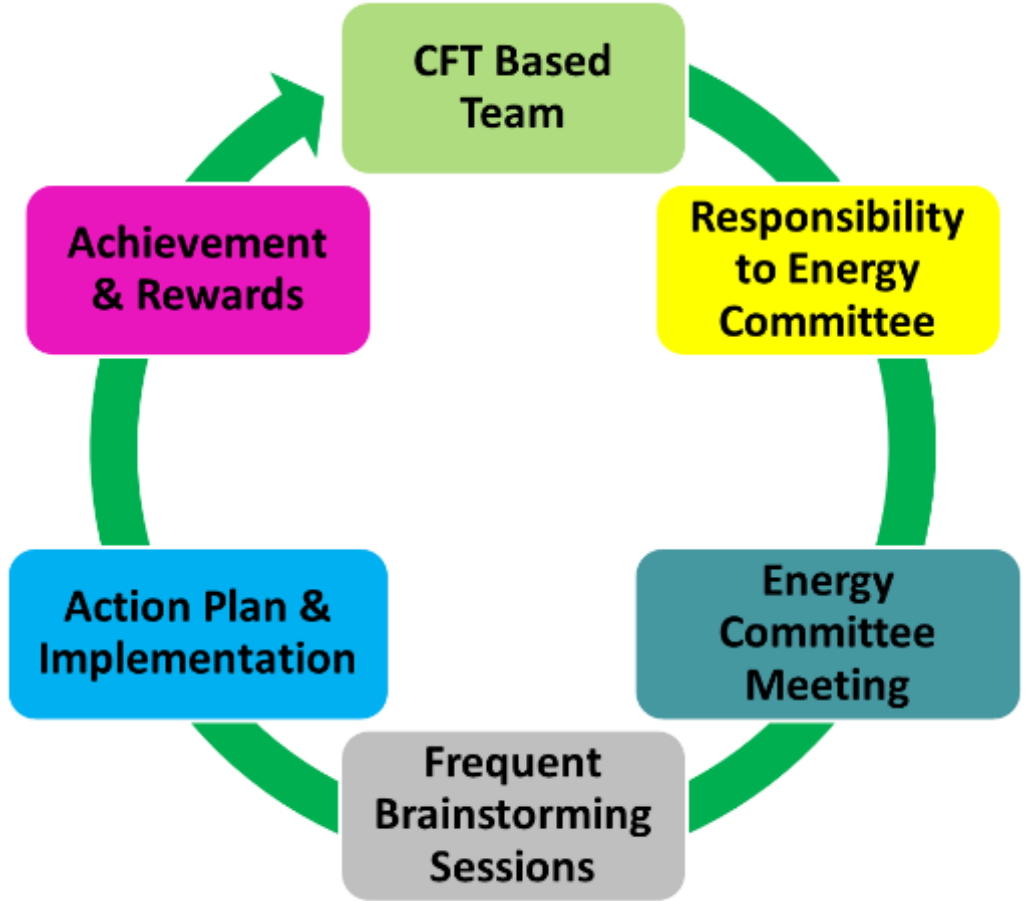 CFT Based
Team
Responsibility
to Energy
Committee
Energy
Committee
Meeting
Frequent
Brainstorming
Sessions
Action Plan &
Implementation
Achievement
& Rewards